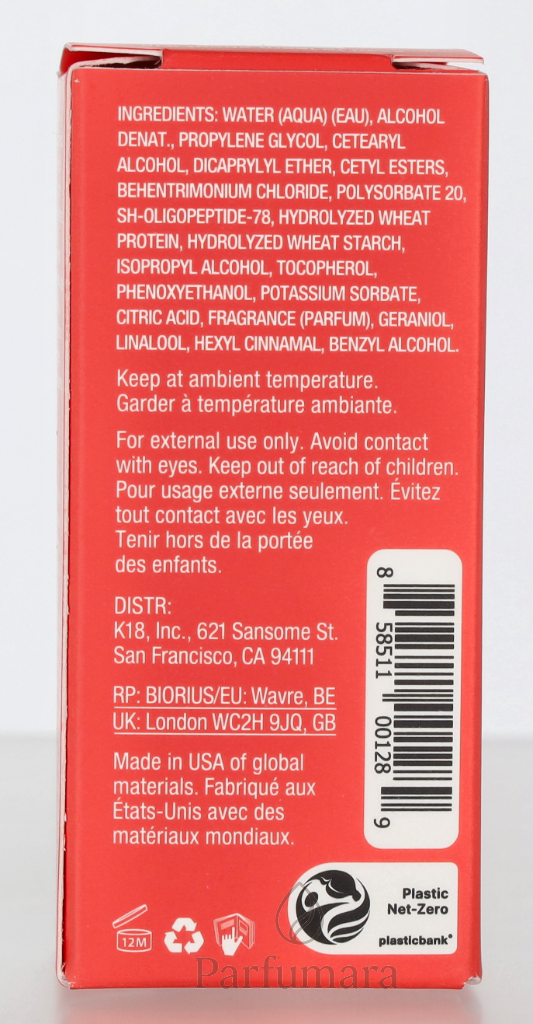 INGREDIENTS: WATER (AQUA) (EAU), ALCOHOL
DENAT., PROPYLENE GLYCOL, CETEARYL
ALCOHOL, DICAPRYLYL ETHER, CETYL ESTERS,
BEHENTRIMONIUM CHLORIDE, POLYSORBATE 20,
SH-OLIGOPEPTIDE-78, HYDROLYZED WHEAT
PROTEIN, HYDROLYZED WHEAT STARCH,
ISOPROPYL ALCOHOL, TOCOPHEROL,
PHENOXYETHANOL, POTASSIUM SORBATE,
CITRIC ACID, FRAGRANCE (PARFUM), GERANIOL,
LINALOOL, HEXYL CINNAMAL, BENZYL ALCOHOL.
Keep at ambient temperature.
Garder à température ambiante.
For external use only. Avoid contact
with eyes. Keep out of reach of children.
Pour usage externe seulement. Évitez
tout contact avec les yeux.
Tenir hors de la portée
des enfants.
DISTR:
K18, Inc., 621 Sansome St.
San Francisco, CA 94111
RP: BIORIUS/EU: Wavre, BE
UK: London WC2H 9JQ, GB
Made in USA of global
materials. Fabriqué aux
États-Unis avec des
matériaux mondiaux.
8 58511 00128 9
12M
Plastic
Net-Zero
plasticbank®
Parfumara